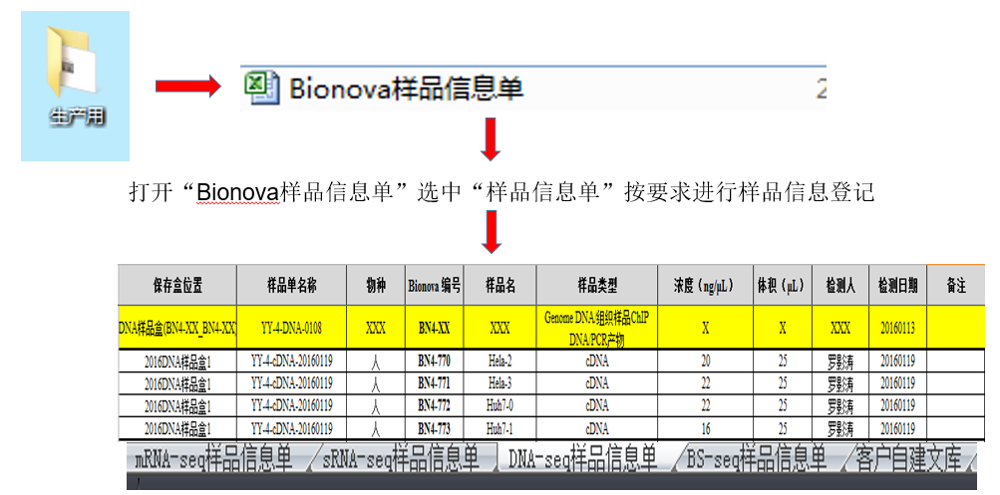 生产用
Bionova样品信息单 2
打开“Bionova样品信息单”选中“样品信息单”按要求进行样品信息登记
保存盒位置 样品单名称 物种 Bionova 编号 样品名 样品类型 浓度（ng/μL） 体积（μL） 检测人 检测日期 备注
DNA样品盒(BN4-XX_BN4-XX) YY-4-DNA-0108 XXX BN4-XX XXX Genome DNA/组织样品ChIP DNA/PCR产物 X X XXX 20160113
2016DNA样品盒1 YY-4-cDNA-20160119 人 BN4-770 Hela-2 cDNA 20 25 罗影涛 20160119
2016DNA样品盒1 YY-4-cDNA-20160119 人 BN4-771 Hela-3 cDNA 22 25 罗影涛 20160119
2016DNA样品盒1 YY-4-cDNA-20160119 人 BN4-772 Huh7-0 cDNA 22 25 罗影涛 20160119
2016DNA样品盒1 YY-4-cDNA-20160119 人 BN4-773 Huh7-1 cDNA 16 25 罗影涛 20160119
mRNA-seq样品信息单 sRNA-seq样品信息单 DNA-seq样品信息单 BS-seq样品信息单 客户自建文库